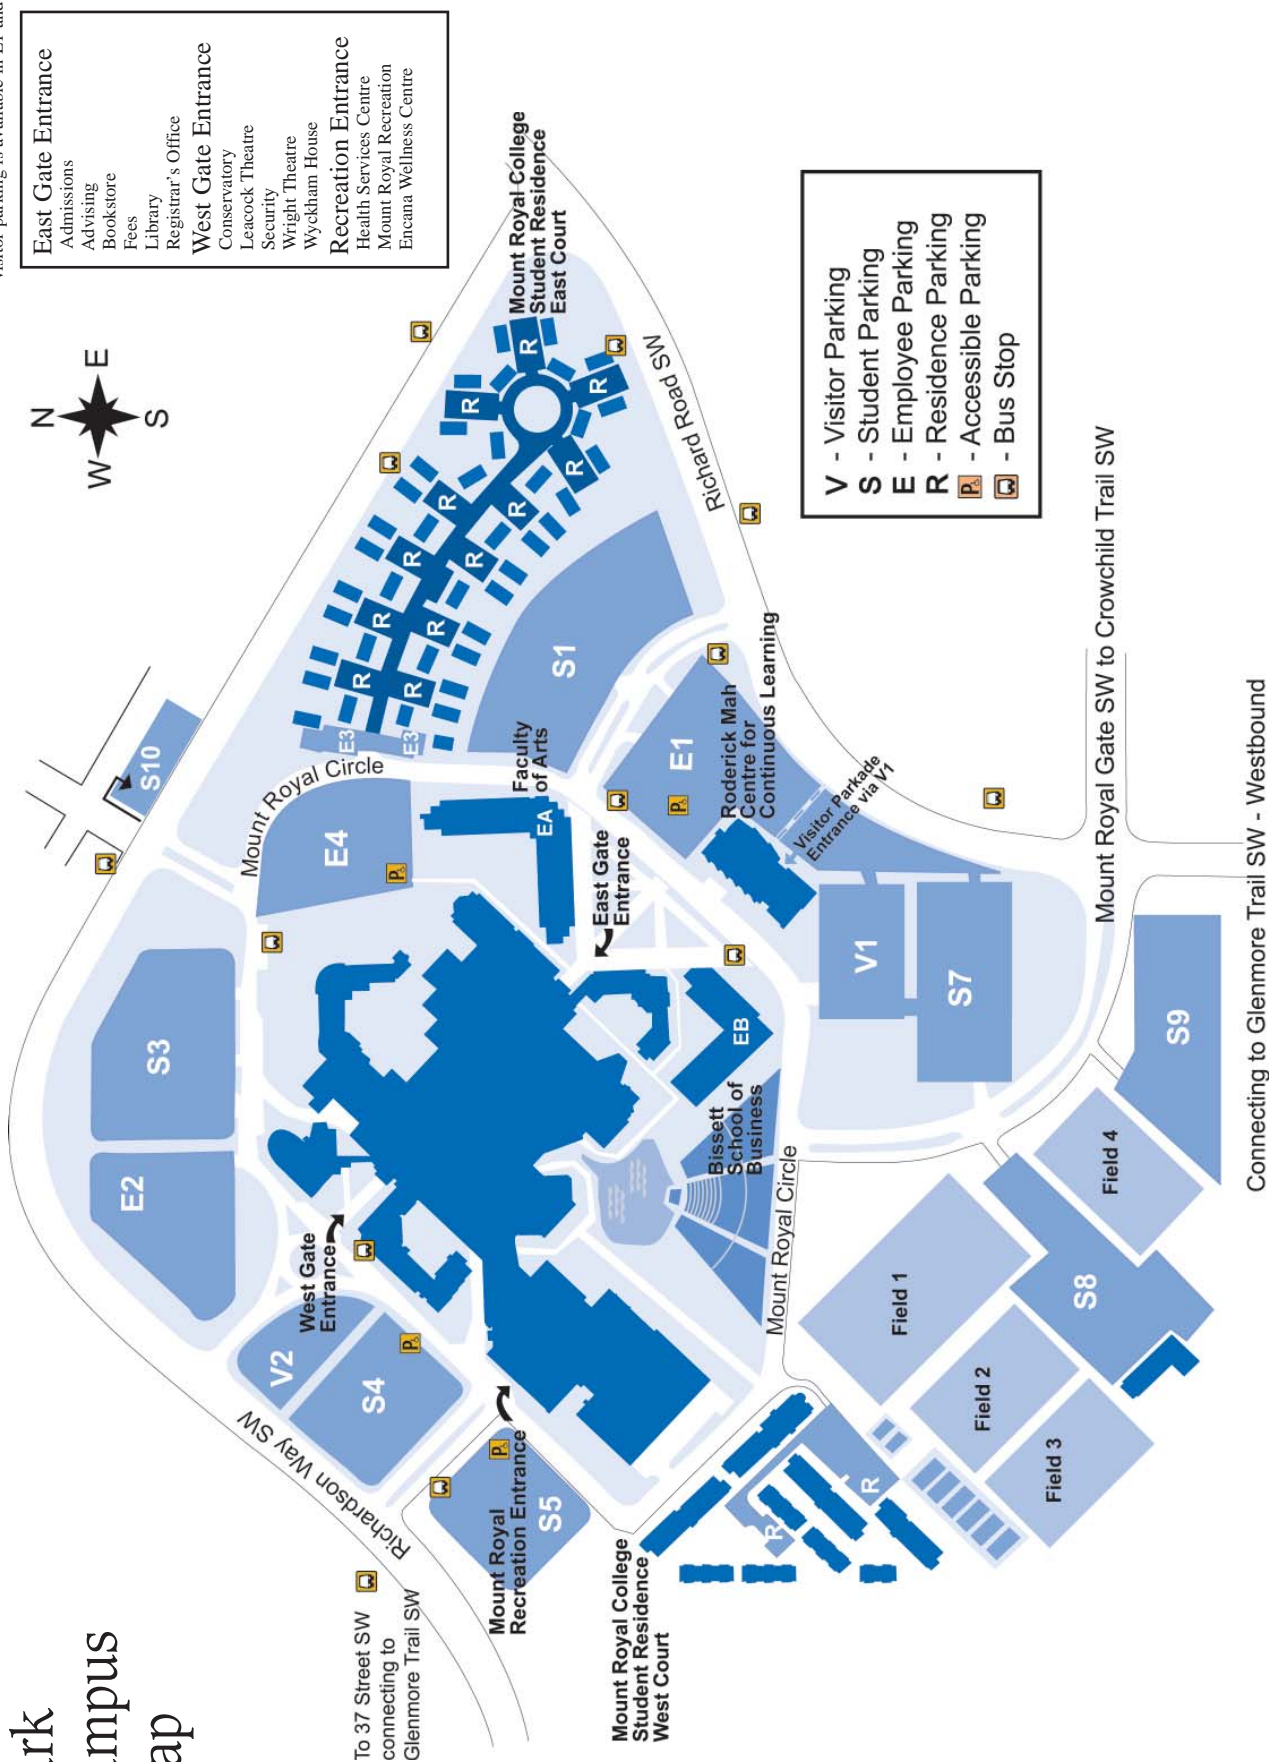 East Gate Entrance
Admissions
Advising
Bookstore
Fees
Library
Registrar's Office
West Gate Entrance
Conservatory
Leacock Theatre
Security
Wright Theatre
Wyckham House
Recreation Entrance
Health Services Centre
Mount Royal Recreation
Encana Wellness Centre
N
W
E
S
S10
Mount Royal College
Student Residence
East Court
R
R
R
R
R
R
R
R
R
R
R
R
R
E3
E3
Mount Royal Circle
E4
S3
E2
S1
Richard Road SW
Faculty
of Arts
EA
East Gate
Entrance
E1
Roderick Mah
Centre for
Continuous Learning
Visitor Parkade
Entrance via V1
V1
S7
EB
Bissett
School of
Business
West Gate
Entrance
V2
S4
Richardson Way SW
S5
Mount Royal
Recreation Entrance
Mount Royal Circle
To 37 Street SW
connecting to
Glenmore Trail SW
Mount Royal College
Student Residence
West Court
R
R
Field 1
Field 2
Field 3
Field 4
S8
S9
V - Visitor Parking
S - Student Parking
E - Employee Parking
R - Residence Parking
P - Accessible Parking
- Bus Stop
Mount Royal Gate SW to Crowchild Trail SW
Connecting to Glenmore Trail SW - Westbound